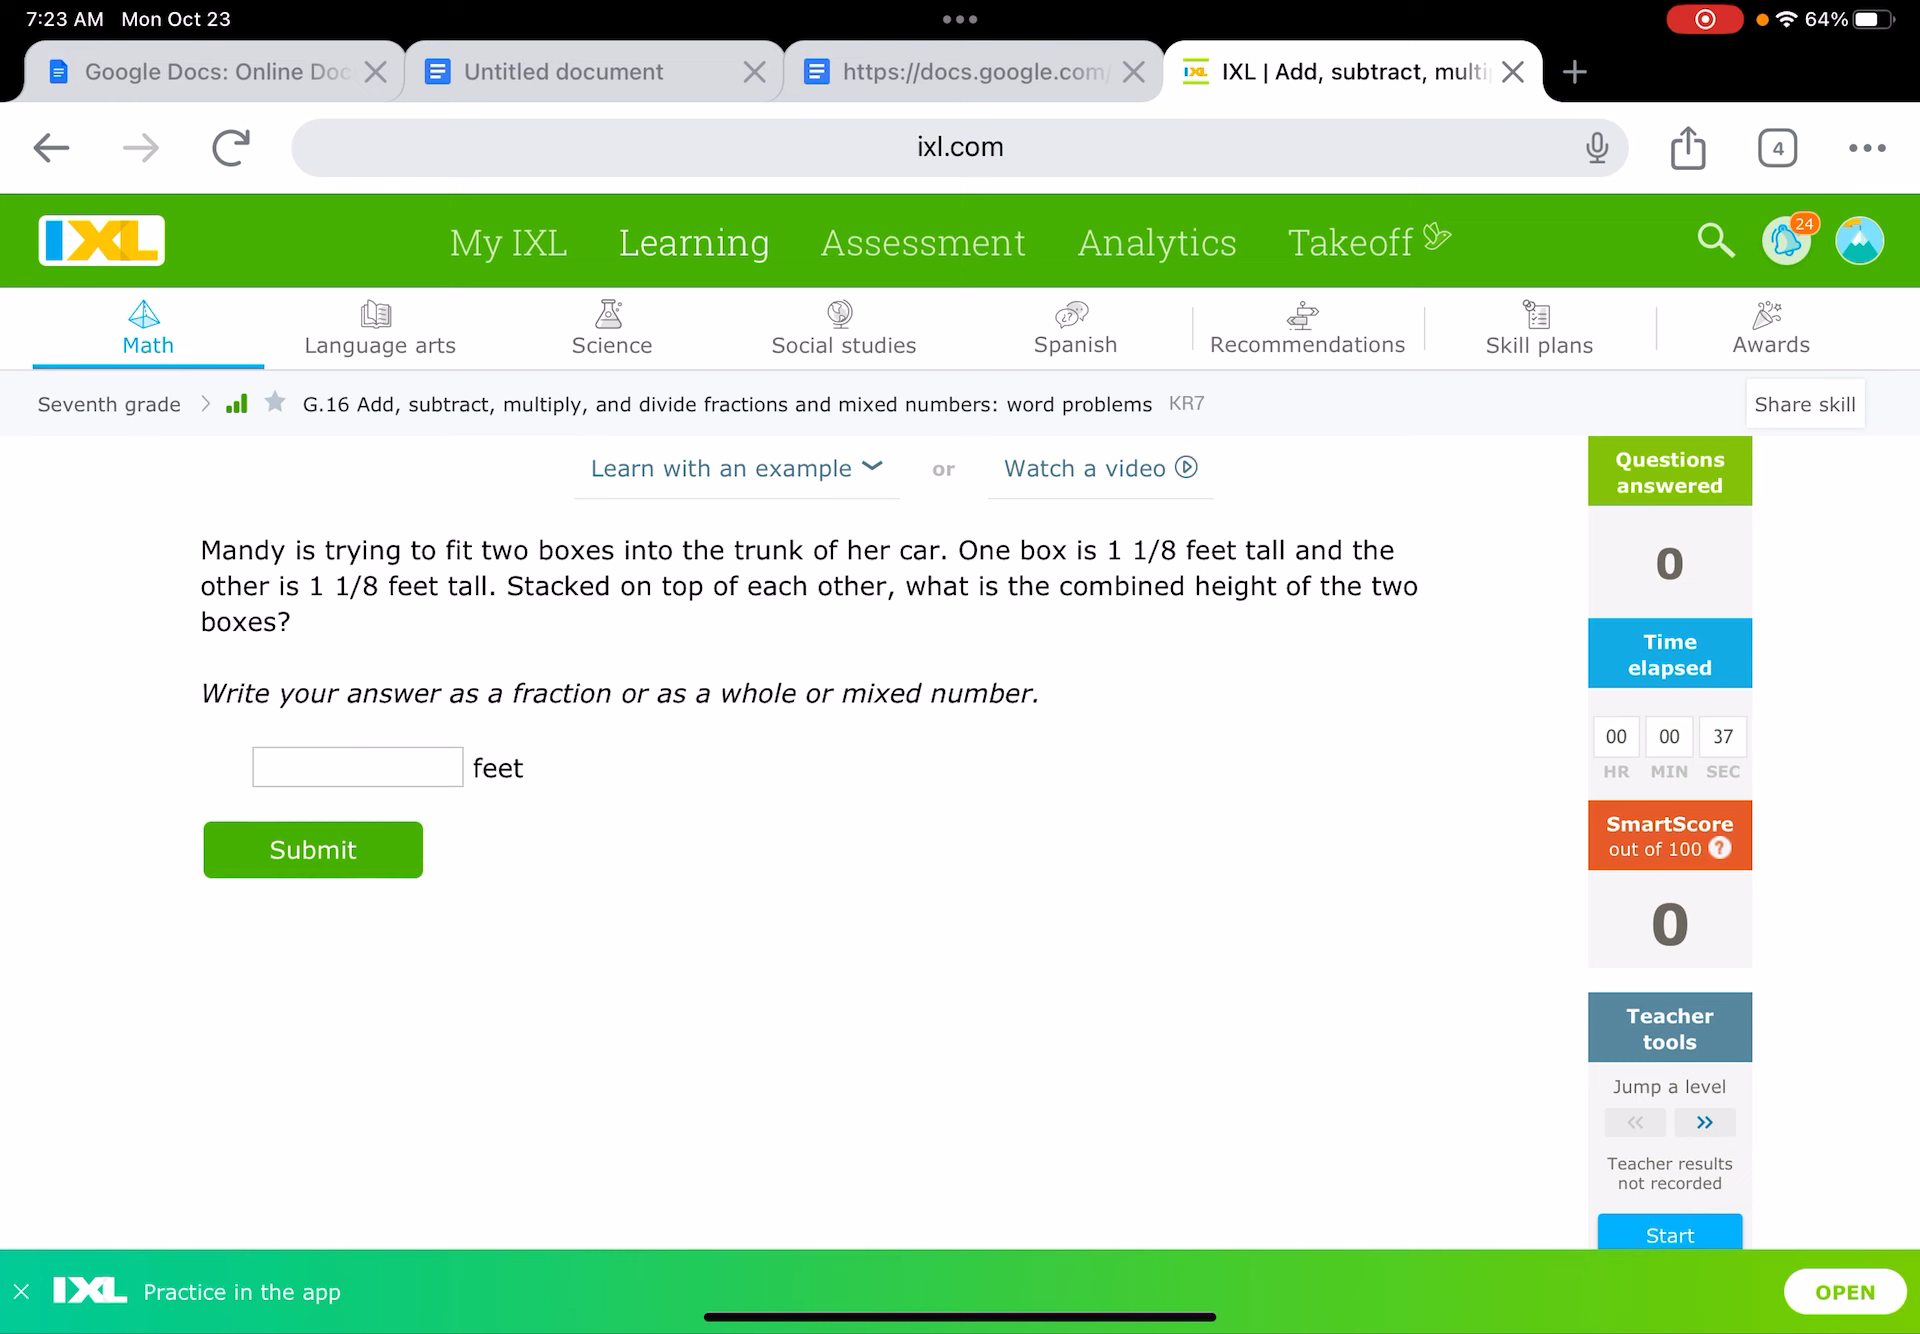 7:23 AM Mon Oct 23
64%
Google Docs: Online Doc
Untitled document
https://docs.google.com/
IXL | Add, subtract, multi
ixl.com
4
IXL
My IXL
Learning
Assessment
Analytics
Takeoff
24
Math
Language arts
Science
Social studies
Spanish
Recommendations
Skill plans
Awards
Seventh grade > G.16 Add, subtract, multiply, and divide fractions and mixed numbers: word problems KR7
Share skill
Learn with an example or Watch a video
Mandy is trying to fit two boxes into the trunk of her car. One box is 1 1/8 feet tall and the
other is 1 1/8 feet tall. Stacked on top of each other, what is the combined height of the two
boxes?
Write your answer as a fraction or as a whole or mixed number.
feet
Submit
Questions
answered
0
Time
elapsed
00 00 37
HR MIN SEC
SmartScore
out of 100 ?
0
Teacher
tools
Jump a level
Teacher results
not recorded
Start
IXL Practice in the app
OPEN